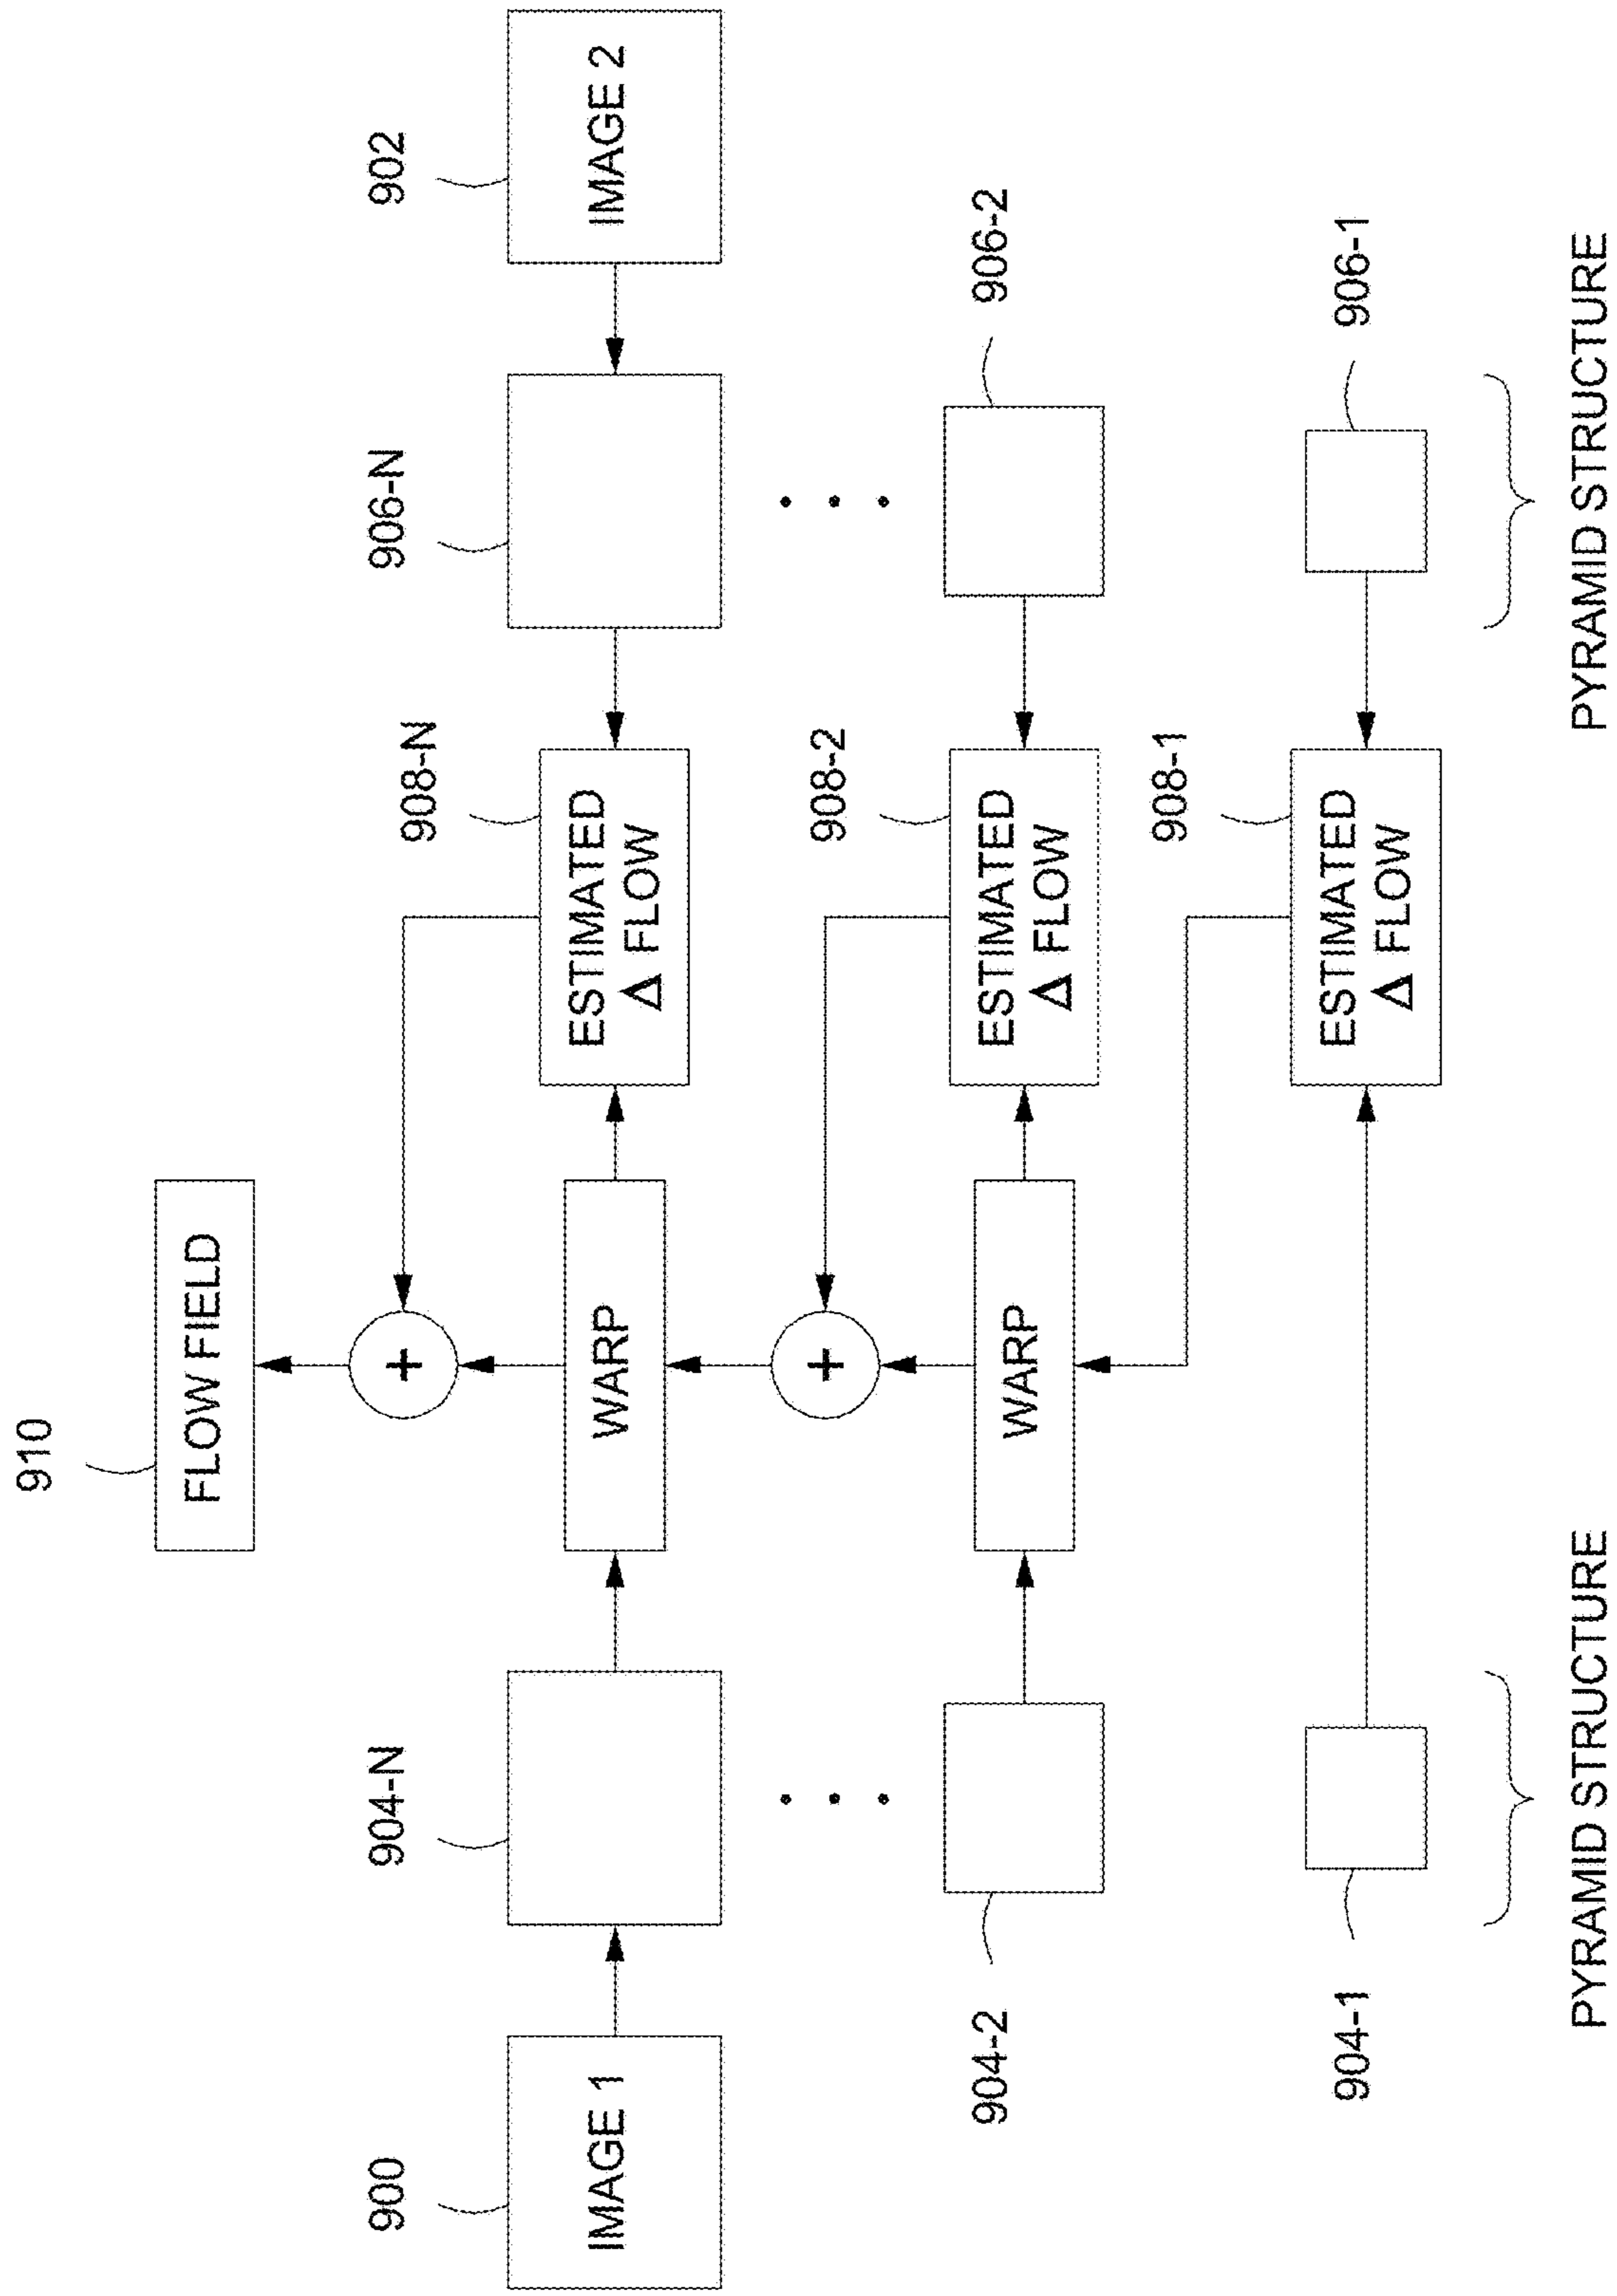 910
FLOW FIELD
+
900
IMAGE 1
904-N
WARP
908-N
ESTIMATED
Δ FLOW
906-N
902
IMAGE 2
+
904-2
WARP
908-2
ESTIMATED
Δ FLOW
906-2
904-1
908-1
ESTIMATED
Δ FLOW
906-1
PYRAMID STRUCTURE
PYRAMID STRUCTURE